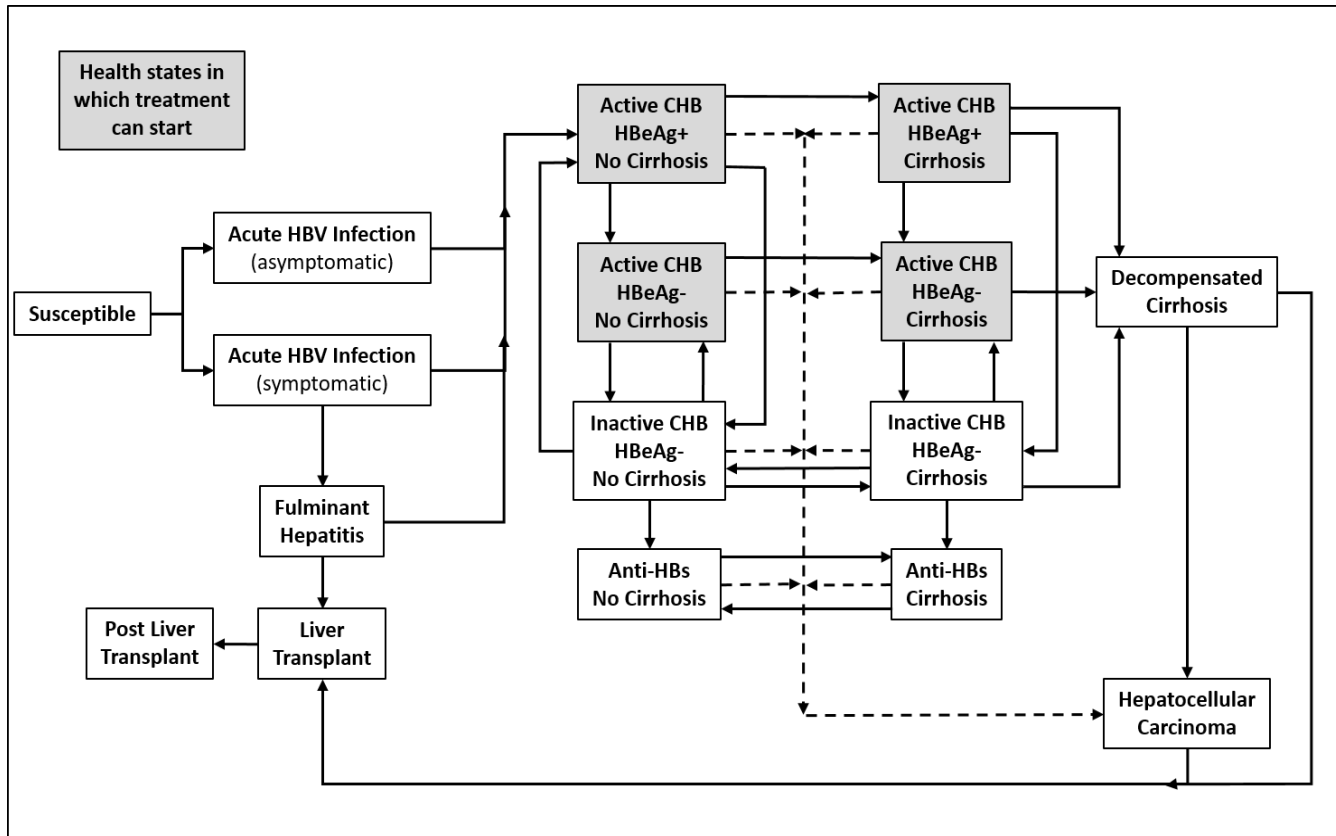 Health states in
which treatment
can start
Active CHB
HBeAg+
No Cirrhosis
Active CHB
HBeAg+
Cirrhosis
Acute HBV Infection
(asymptomatic)
Active CHB
HBeAg-
No Cirrhosis
Active CHB
HBeAg-
Cirrhosis
Decompensated
Cirrhosis
Susceptible
Acute HBV Infection
(symptomatic)
Inactive CHB
HBeAg-
No Cirrhosis
Inactive CHB
HBeAg-
Cirrhosis
Fulminant
Hepatitis
Anti-HBs
No Cirrhosis
Anti-HBs
Cirrhosis
Post Liver
Transplant
Liver
Transplant
Hepatocellular
Carcinoma